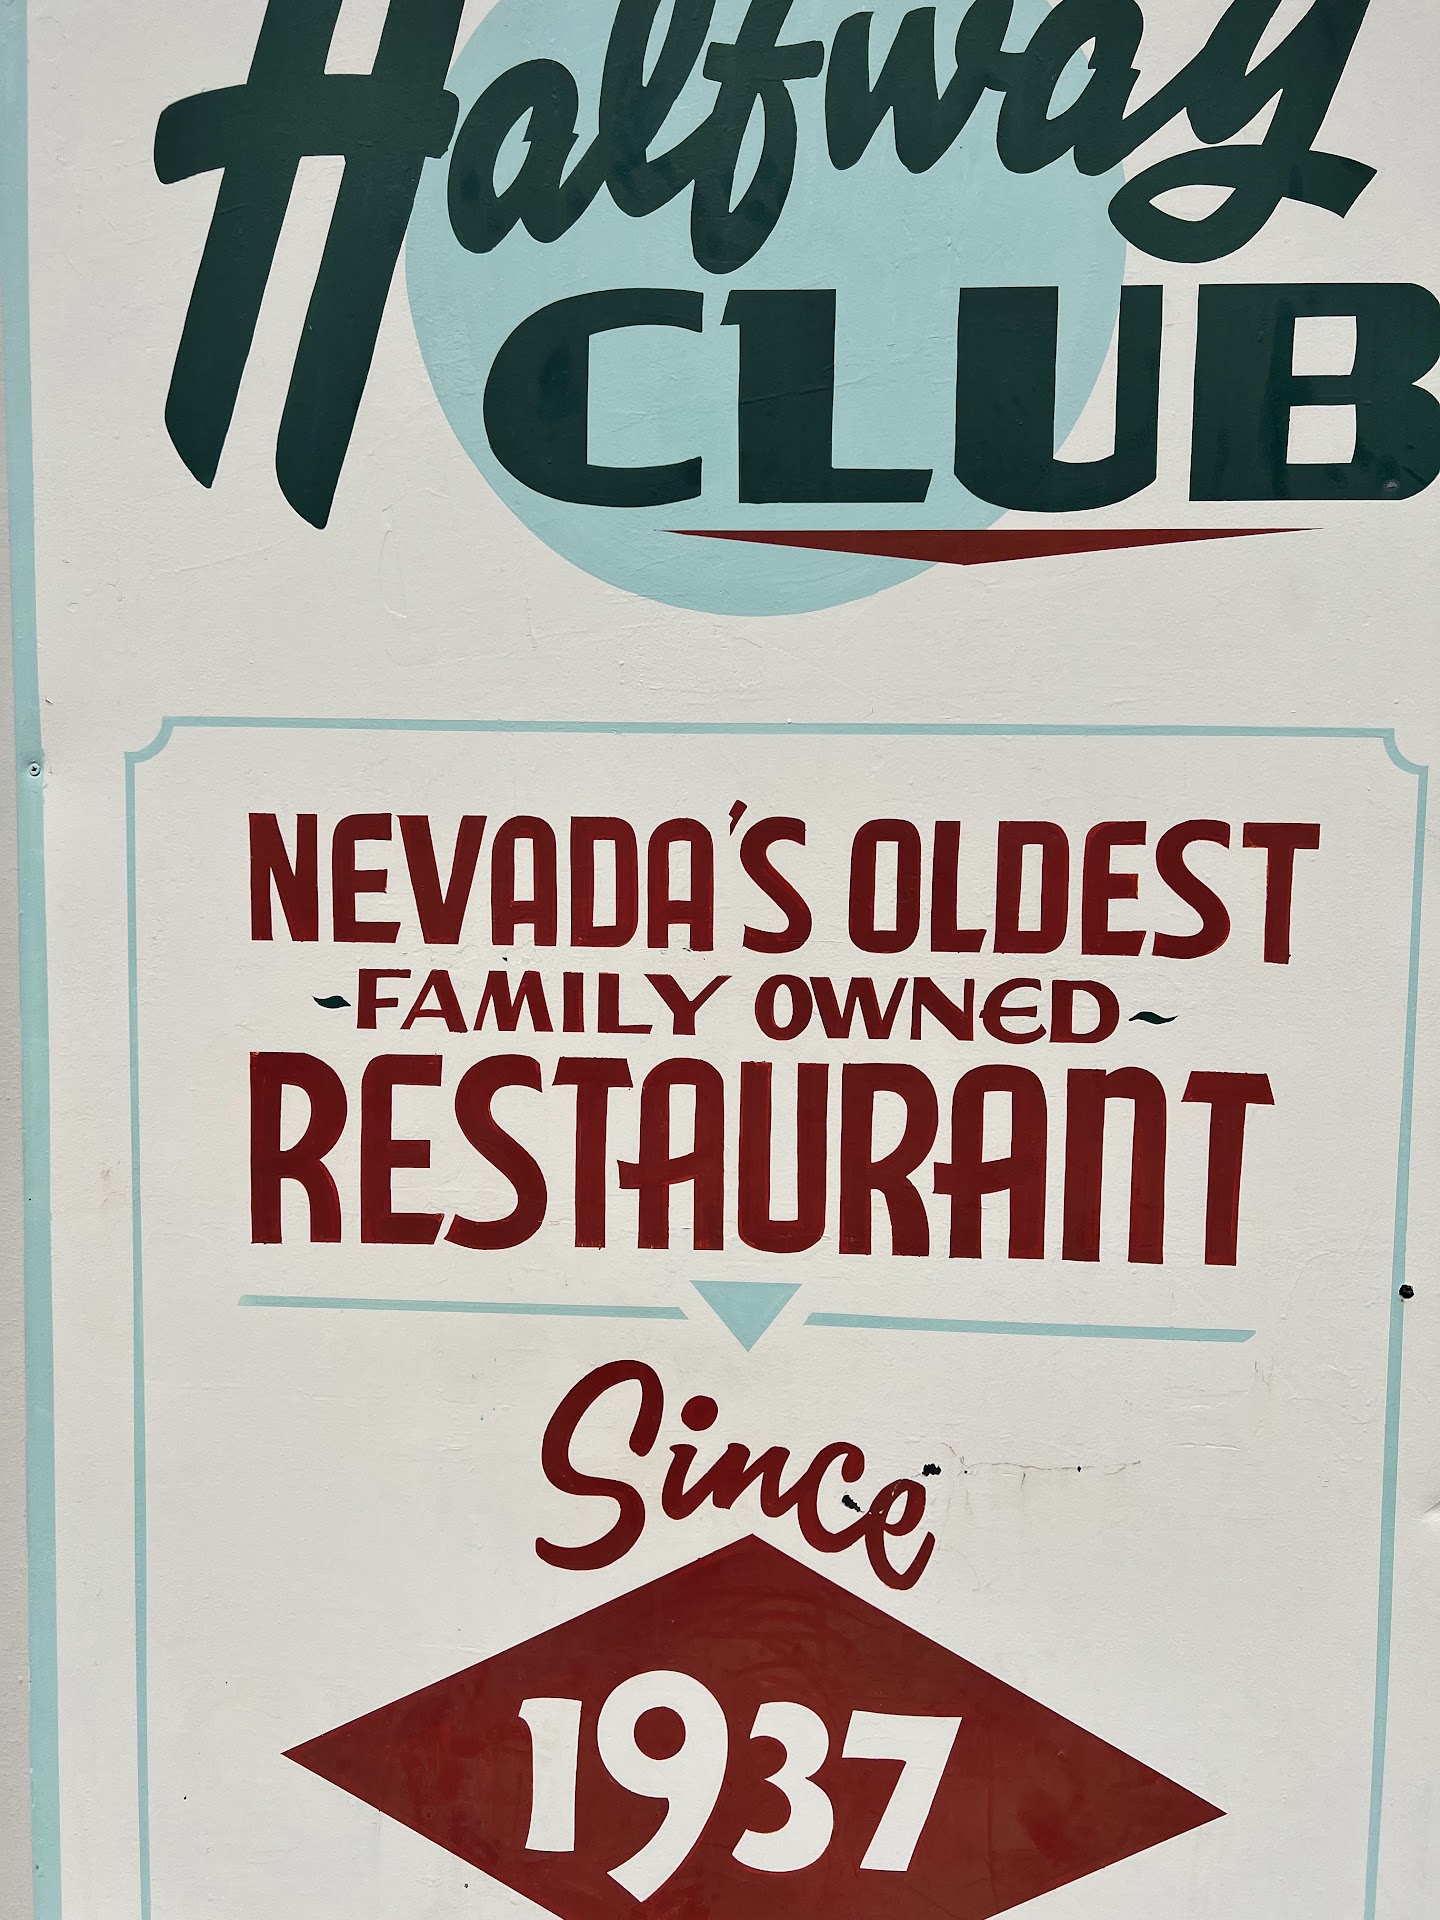 Halfway
CLUB
NEVADA'S OLDEST
FAMILY OWNED
RESTAURANT
Since
1937